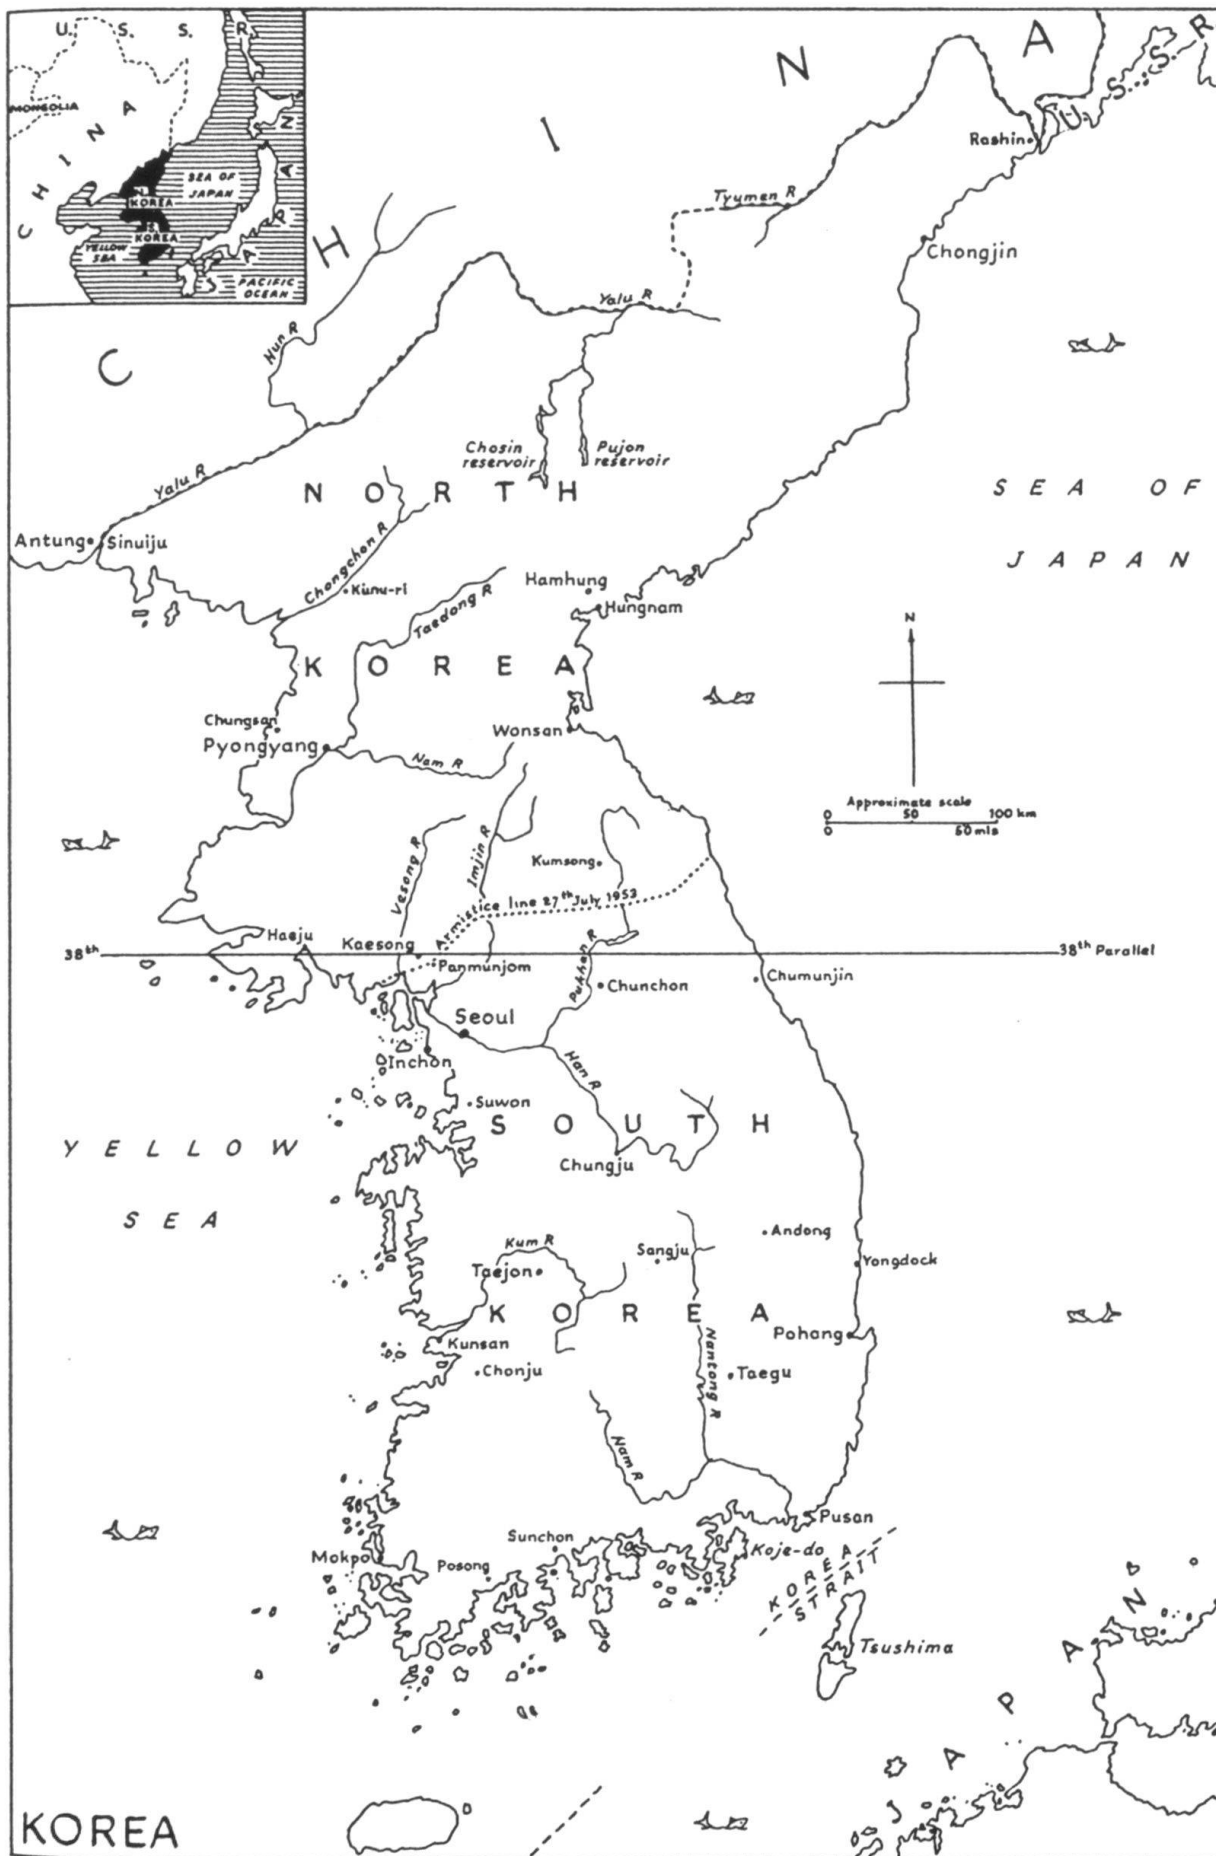 U. S. S. R.
MONGOLIA
CHINA
JAPAN
SEA OF
JAPAN
N.
KOREA
S.
KOREA
YELLOW
SEA
PACIFIC
OCEAN
CHINA
U.S.S.R
Rashin
Tyumen R
Chongjin
Yalu R
Hun R
Chosin
reservoir
Pujon
reservoir
Yalu R
NORTH
SEA OF
JAPAN
Antung
Sinuiju
Chongchon R
Kunu-ri
Hamhung
Taedong R
Hungnam
N
KOREA
Chungsan
Wonsan
Pyongyang
Nam R
Approximate scale
0 50 100 km
0 60 mls
Yesong R
Imjin R
Kumsong
Armistice line 27th July 1953
Haeju
Kaesong
38th
38th Parallel
Panmunjom
Pukhan R
Chunchon
Chumunjin
Seoul
Inchon
Han R
Suwon
SOUTH
YELLOW
SEA
Chungju
Andong
Kum R
Sangju
Yongdock
Taejon
KOREA
Kunsan
Pohang
Chonju
Nantong R
Taegu
Nam R
Pusan
Sunchon
Mokpo
Posong
Koje-do
KOREA
STRAIT
Tsushima
JAPAN
KOREA